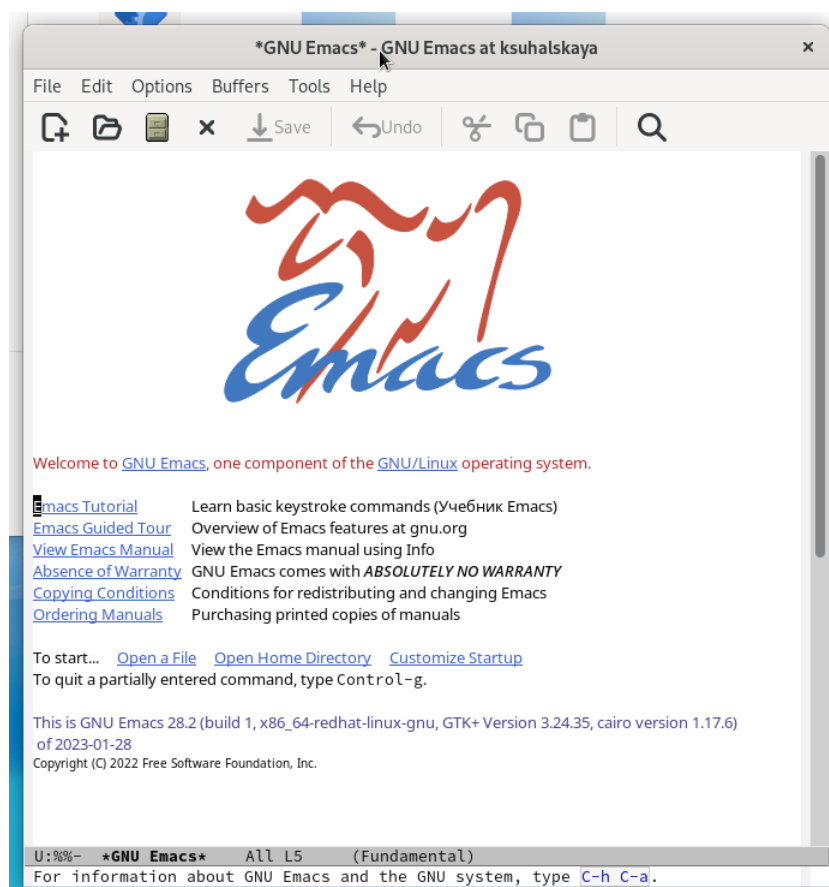 *GNU Emacs* - GNU Emacs at ksuhalskaya ×
File Edit Options Buffers Tools Help
Save Undo
Emacs
Welcome to GNU Emacs, one component of the GNU/Linux operating system.
Emacs Tutorial Learn basic keystroke commands (Учебник Emacs)
Emacs Guided Tour Overview of Emacs features at gnu.org
View Emacs Manual View the Emacs manual using Info
Absence of Warranty GNU Emacs comes with ABSOLUTELY NO WARRANTY
Copying Conditions Conditions for redistributing and changing Emacs
Ordering Manuals Purchasing printed copies of manuals
To start... Open a File Open Home Directory Customize Startup
To quit a partially entered command, type Control-g.
This is GNU Emacs 28.2 (build 1, x86_64-redhat-linux-gnu, GTK+ Version 3.24.35, cairo version 1.17.6)
of 2023-01-28
Copyright (C) 2022 Free Software Foundation, Inc.
U:%%- *GNU Emacs* All L5 (Fundamental)
For information about GNU Emacs and the GNU system, type C-h C-a.